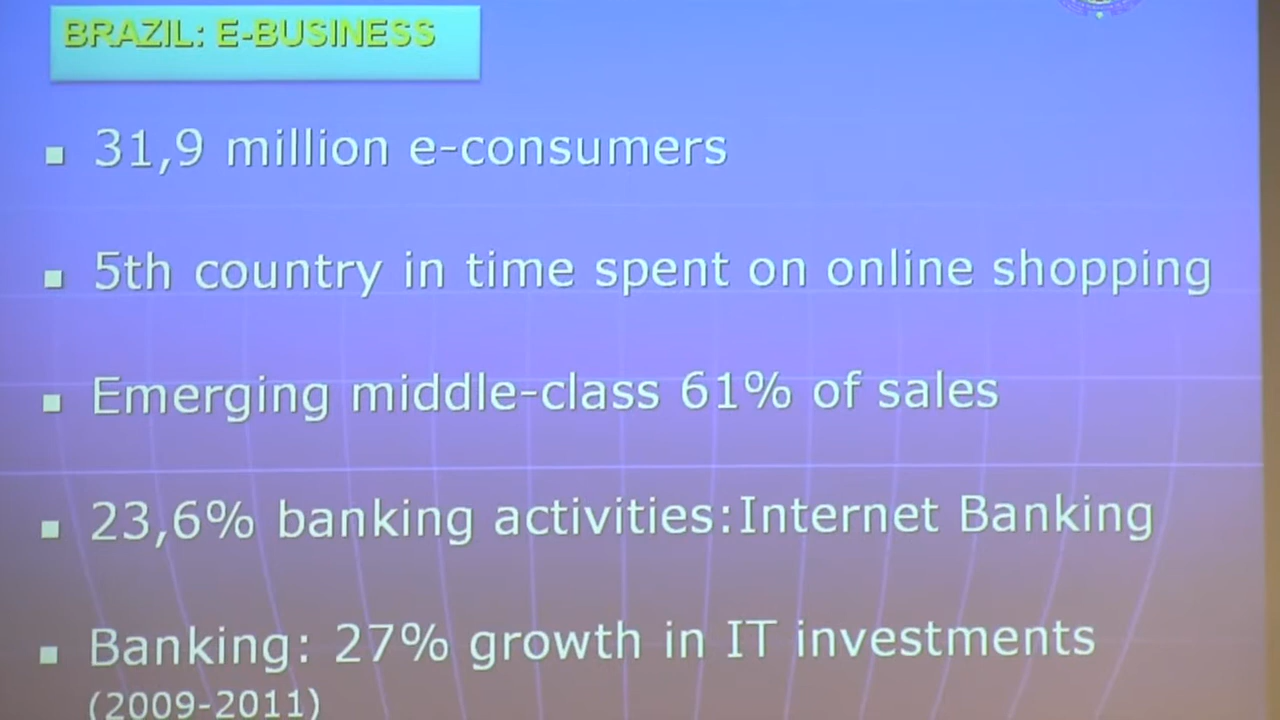 BRAZIL: E-BUSINESS
31,9 million e-consumers
5th country in time spent on online shopping
Emerging middle-class 61% of sales
23,6% banking activities:Internet Banking
Banking: 27% growth in IT investments
(2009-2011)